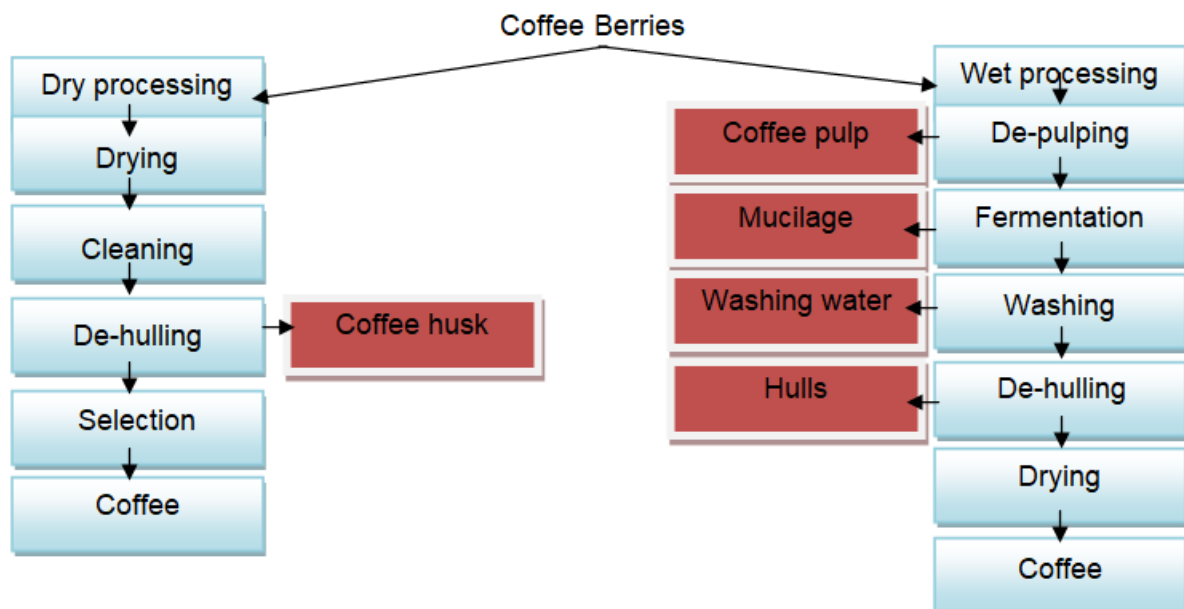 Coffee Berries
Dry processing
Drying
Cleaning
De-hulling
Coffee husk
Selection
Coffee
Wet processing
Coffee pulp
De-pulping
Mucilage
Fermentation
Washing water
Washing
Hulls
De-hulling
Drying
Coffee